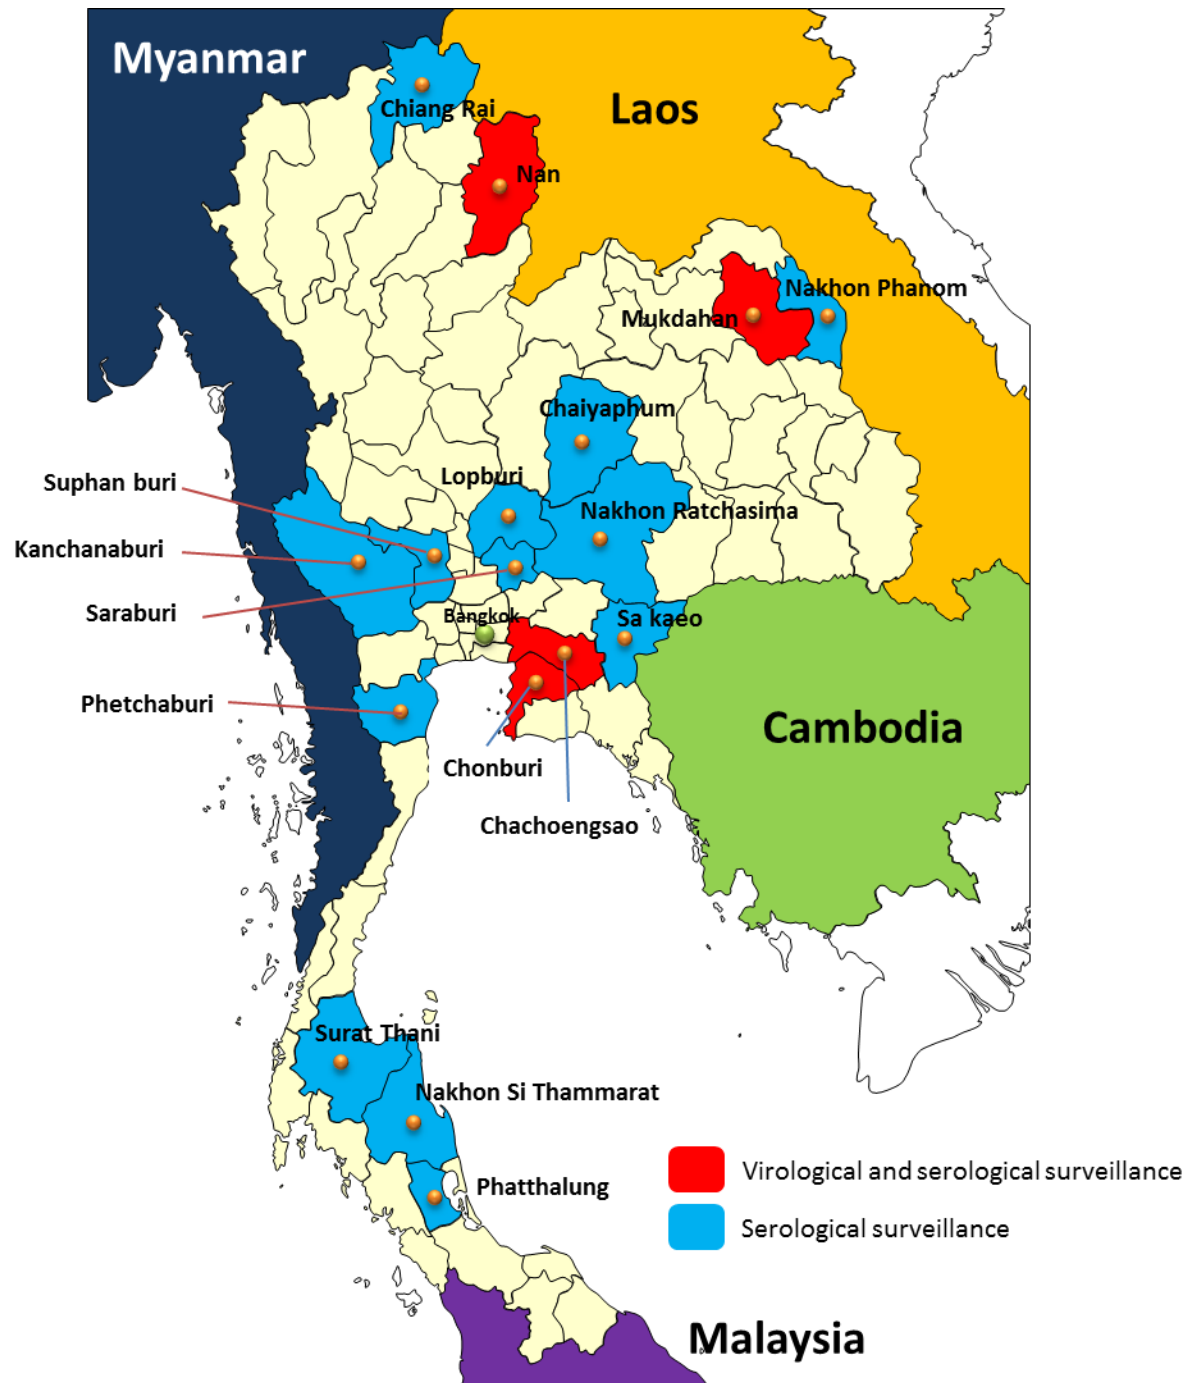 Myanmar
Chiang Rai
Laos
Nan
Nakhon Phanom
Mukdahan
Chaiyaphum
Lopburi
Suphan buri
Nakhon Ratchasima
Kanchanaburi
Saraburi
Bangkok
Sa kaeo
Phetchaburi
Cambodia
Chonburi
Chachoengsao
Surat Thani
Nakhon Si Thammarat
Phatthalung
Virological and serological surveillance
Serological surveillance
Malaysia